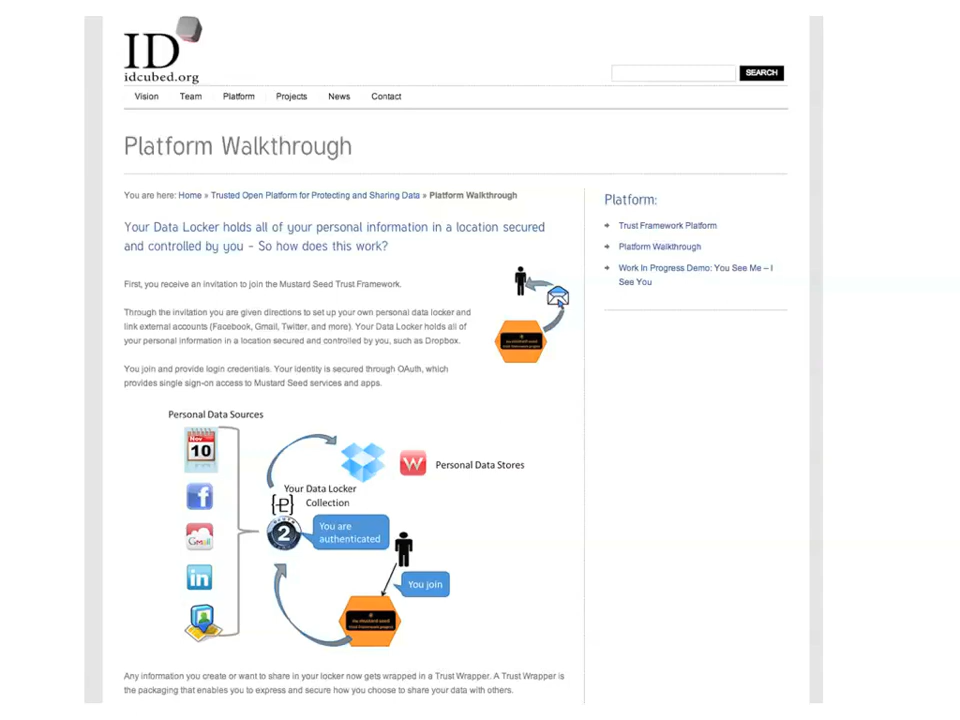 ID
idcubed.org
SEARCH
Vision Team Platform Projects News Contact
Platform Walkthrough
You are here: Home » Trusted Open Platform for Protecting and Sharing Data » Platform Walkthrough
Your Data Locker holds all of your personal information in a location secured
and controlled by you – So how does this work?
First, you receive an invitation to join the Mustard Seed Trust Framework.
Through the invitation you are given directions to set up your own personal data locker and
link external accounts (Facebook, Gmail, Twitter, and more). Your Data Locker holds all of
your personal information in a location secured and controlled by you, such as Dropbox.
You join and provide login credentials. Your identity is secured through OAuth, which
provides single sign-on access to Mustard Seed services and apps.
Personal Data Sources
Nov
10
f
Gmail
in
W
Personal Data Stores
Your Data Locker
Collection
{P}
2
You are
authenticated
You join
Any information you create or want to share in your locker now gets wrapped in a Trust Wrapper. A Trust Wrapper is
the packaging that enables you to express and secure how you choose to share your data with others.
Platform:
Trust Framework Platform
Platform Walkthrough
Work In Progress Demo: You See Me – I
See You